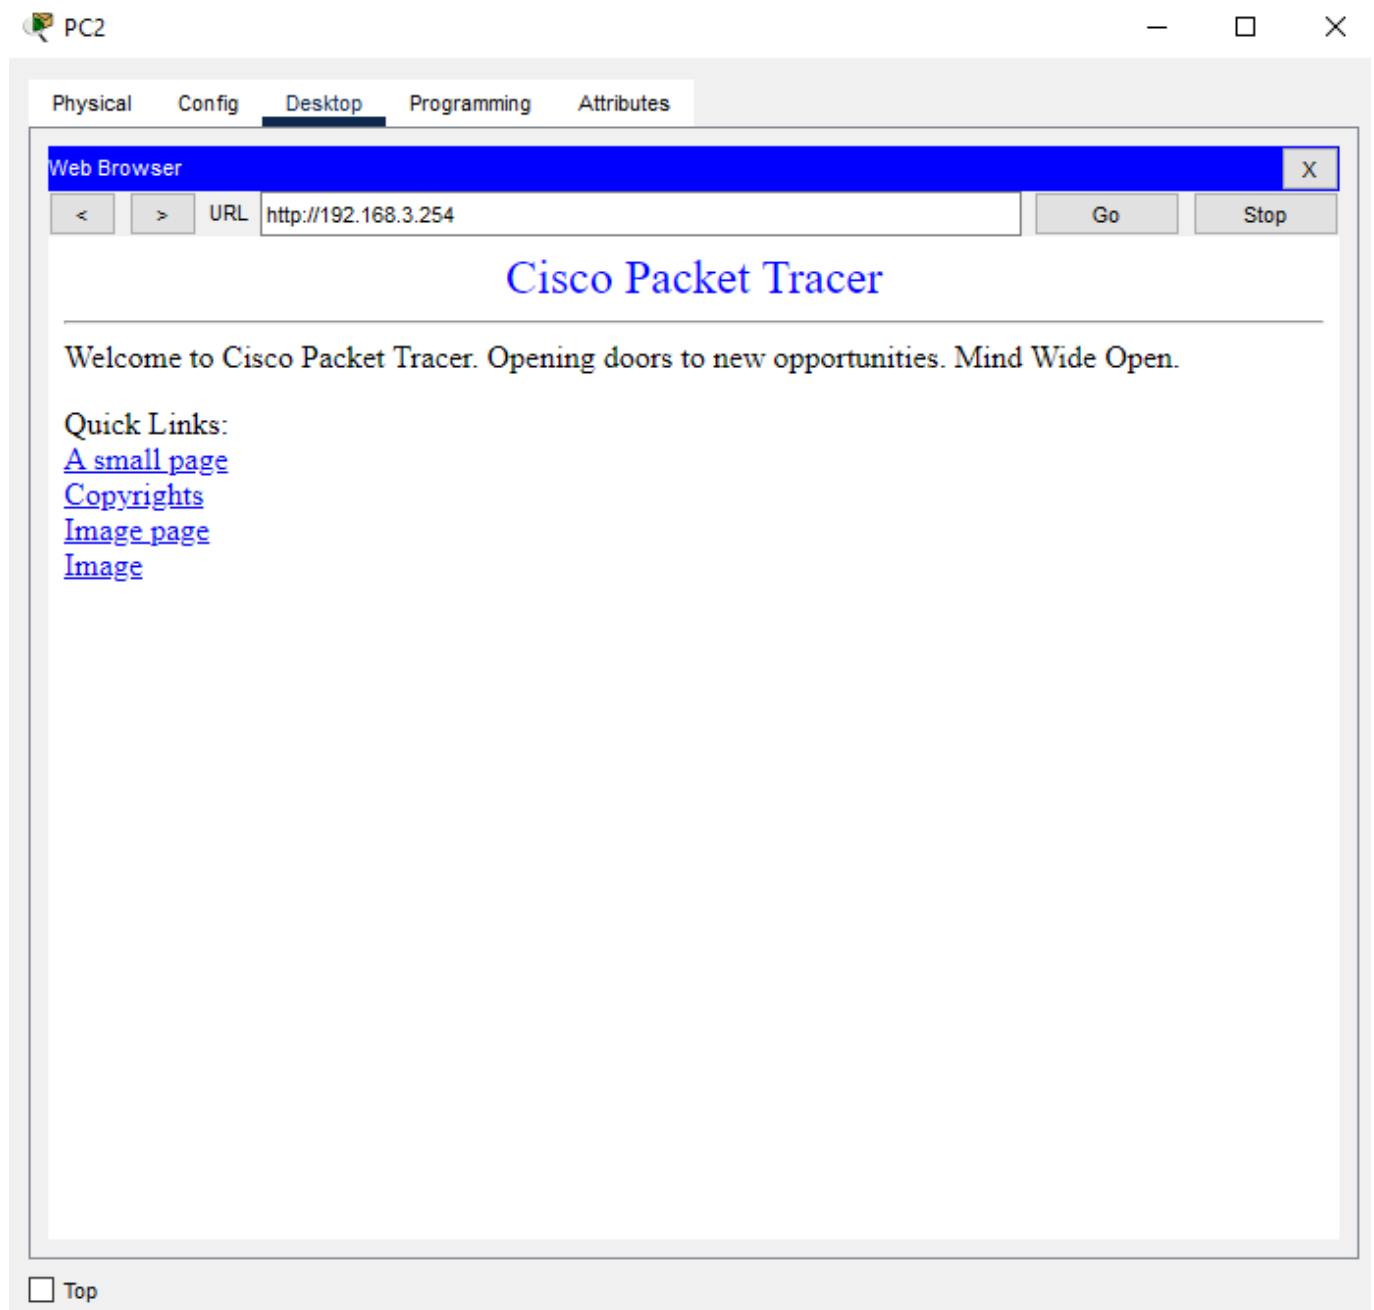 PC2
Physical Config Desktop Programming Attributes
Web Browser X
< > URL http://192.168.3.254 Go Stop
Cisco Packet Tracer
Welcome to Cisco Packet Tracer. Opening doors to new opportunities. Mind Wide Open.
Quick Links:
A small page
Copyrights
Image page
Image
Top